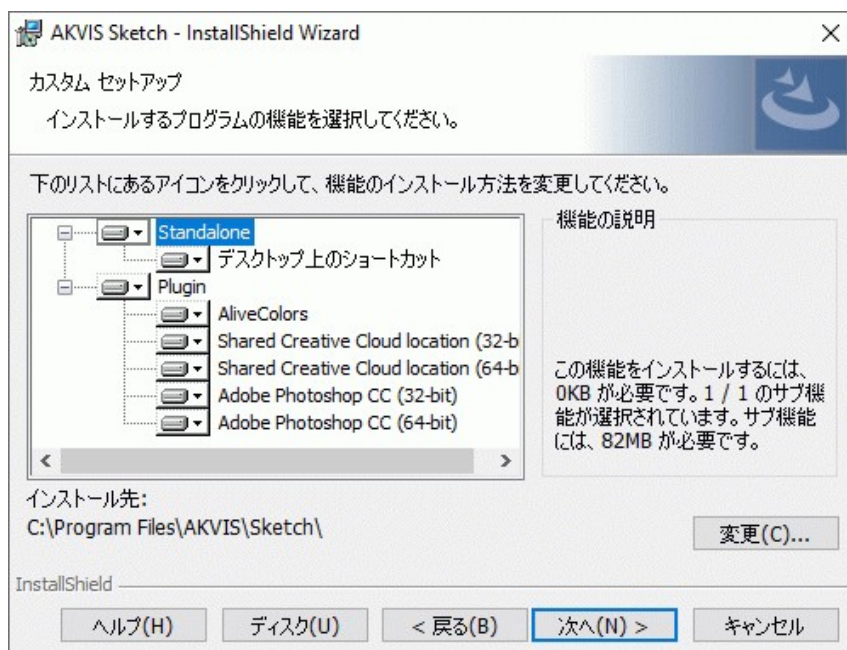 AKVIS Sketch - InstallShield Wizard
カスタム セットアップ
インストールするプログラムの機能を選択してください。
下のリストにあるアイコンをクリックして、機能のインストール方法を変更してください。
Standalone
デスクトップ上のショートカット
Plugin
AliveColors
Shared Creative Cloud location (32-b
Shared Creative Cloud location (64-b
Adobe Photoshop CC (32-bit)
Adobe Photoshop CC (64-bit)
機能の説明
この機能をインストールするには、
0KB が必要です。1 / 1 のサブ機
能が選択されています。サブ機能
には、82MB が必要です。
インストール先:
C:\Program Files\AKVIS\Sketch\
変更(C)...
InstallShield
ヘルプ(H) ディスク(U) < 戻る(B) 次へ(N) > キャンセル